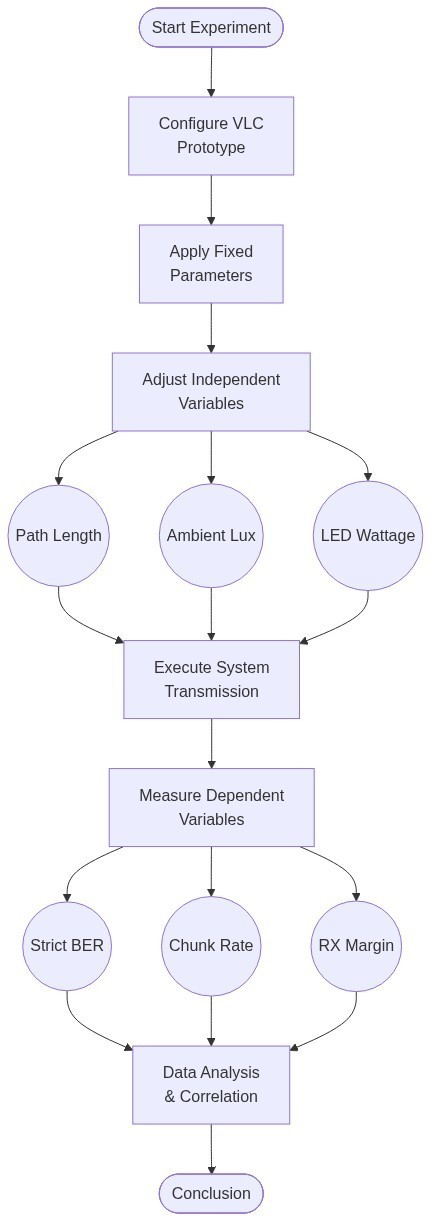 Start Experiment
Configure VLC
Prototype
Apply Fixed
Parameters
Adjust Independent
Variables
Path Length
Ambient Lux
LED Wattage
Execute System
Transmission
Measure Dependent
Variables
Strict BER
Chunk Rate
RX Margin
Data Analysis
& Correlation
Conclusion